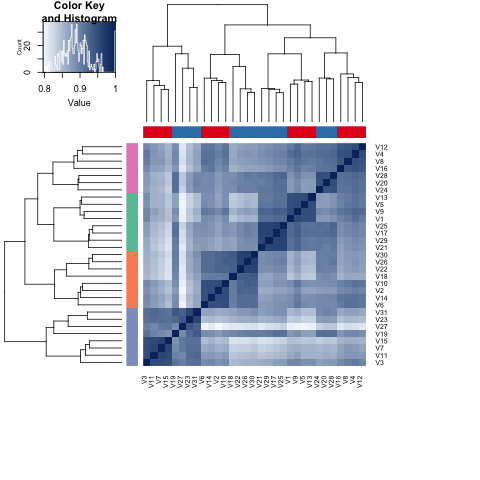 Color Key
and Histogram
Count
0 20
0.8 0.9 1
Value
V12
V4
V8
V16
V28
V20
V24
V13
V5
V9
V1
V25
V17
V29
V21
V30
V26
V22
V18
V10
V2
V14
V6
V31
V23
V27
V19
V15
V7
V11
V3
V3 V11 V7 V15 V19 V27 V23 V31 V6 V14 V2 V10 V18 V22 V26 V30 V21 V29 V17 V25 V1 V9 V5 V13 V24 V20 V28 V16 V8 V4 V12